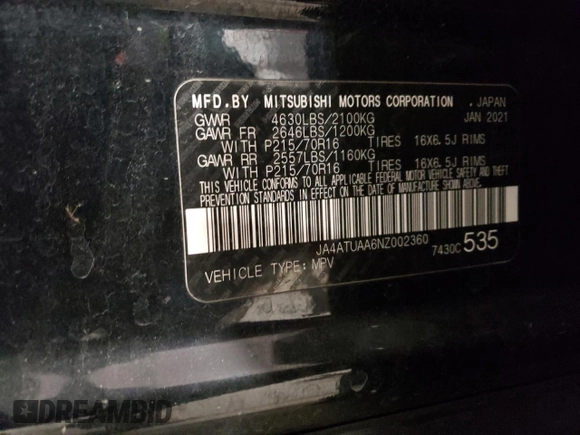 MFD.BY MITSUBISHI MOTORS CORPORATION .JAPAN
GVWR 4630LBS/2100KG JAN 2021
GAWR FR 2646LBS/1200KG
WITH P215/70R16 TIRES 16X6.5J RIMS
GAWR RR 2557LBS/1160KG
WITH P215/70R16 TIRES 16X6.5J RIMS
THIS VEHICLE CONFORMS TO ALL APPLICABLE FEDERAL MOTOR VEHICLE SAFETY AND THEFT
PREVENTION STANDARDS IN EFFECT ON THE DATE OF MANUFACTURE SHOWN ABOVE.
JA4ATUAA6NZ002360
7430C 535
VEHICLE TYPE: MPV
DREAMBID